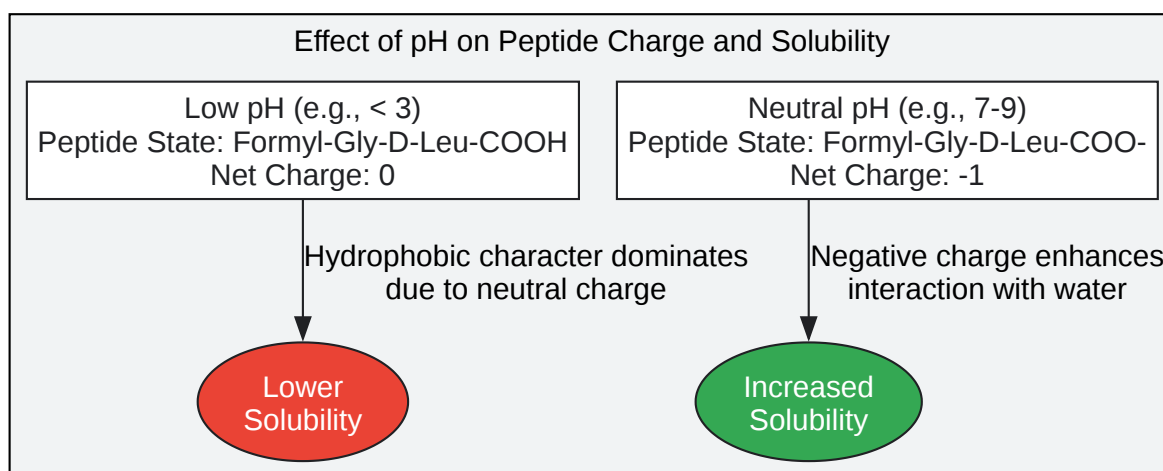 Effect of pH on Peptide Charge and Solubility
Low pH (e.g., < 3)
Peptide State: Formyl-Gly-D-Leu-COOH
Net Charge: 0
Neutral pH (e.g., 7-9)
Peptide State: Formyl-Gly-D-Leu-COO-
Net Charge: -1
Hydrophobic character dominates
due to neutral charge
Negative charge enhances
interaction with water
Lower
Solubility
Increased
Solubility